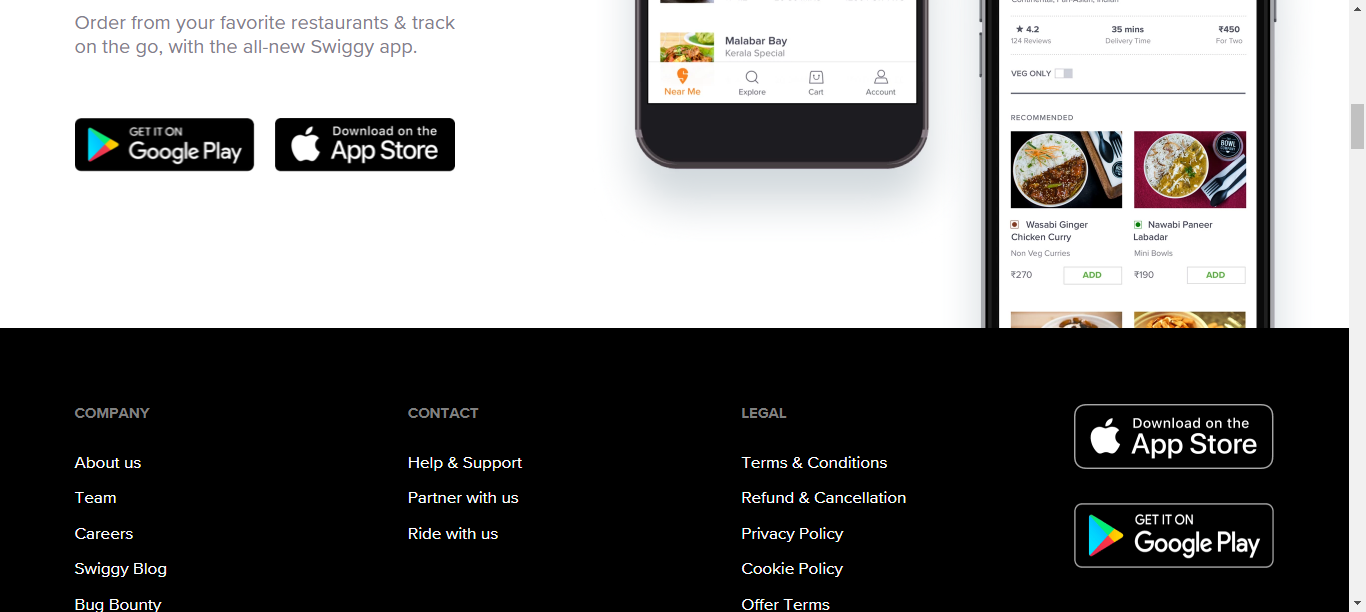 Order from your favorite restaurants & track
on the go, with the all-new Swiggy app.
GET IT ON
Google Play
Download on the
App Store
Malabar Bay
Kerala Special
Near Me
Explore
Cart
Account
★ 4.2
124 Reviews
35 mins
Delivery Time
₹450
For Two
VEG ONLY
RECOMMENDED
Wasabi Ginger
Chicken Curry
Non Veg Curries
₹270
ADD
Nawabi Paneer
Labadar
Mini Bowls
₹190
ADD
COMPANY
About us
Team
Careers
Swiggy Blog
Bug Bounty
CONTACT
Help & Support
Partner with us
Ride with us
LEGAL
Terms & Conditions
Refund & Cancellation
Privacy Policy
Cookie Policy
Offer Terms
Download on the
App Store
GET IT ON
Google Play